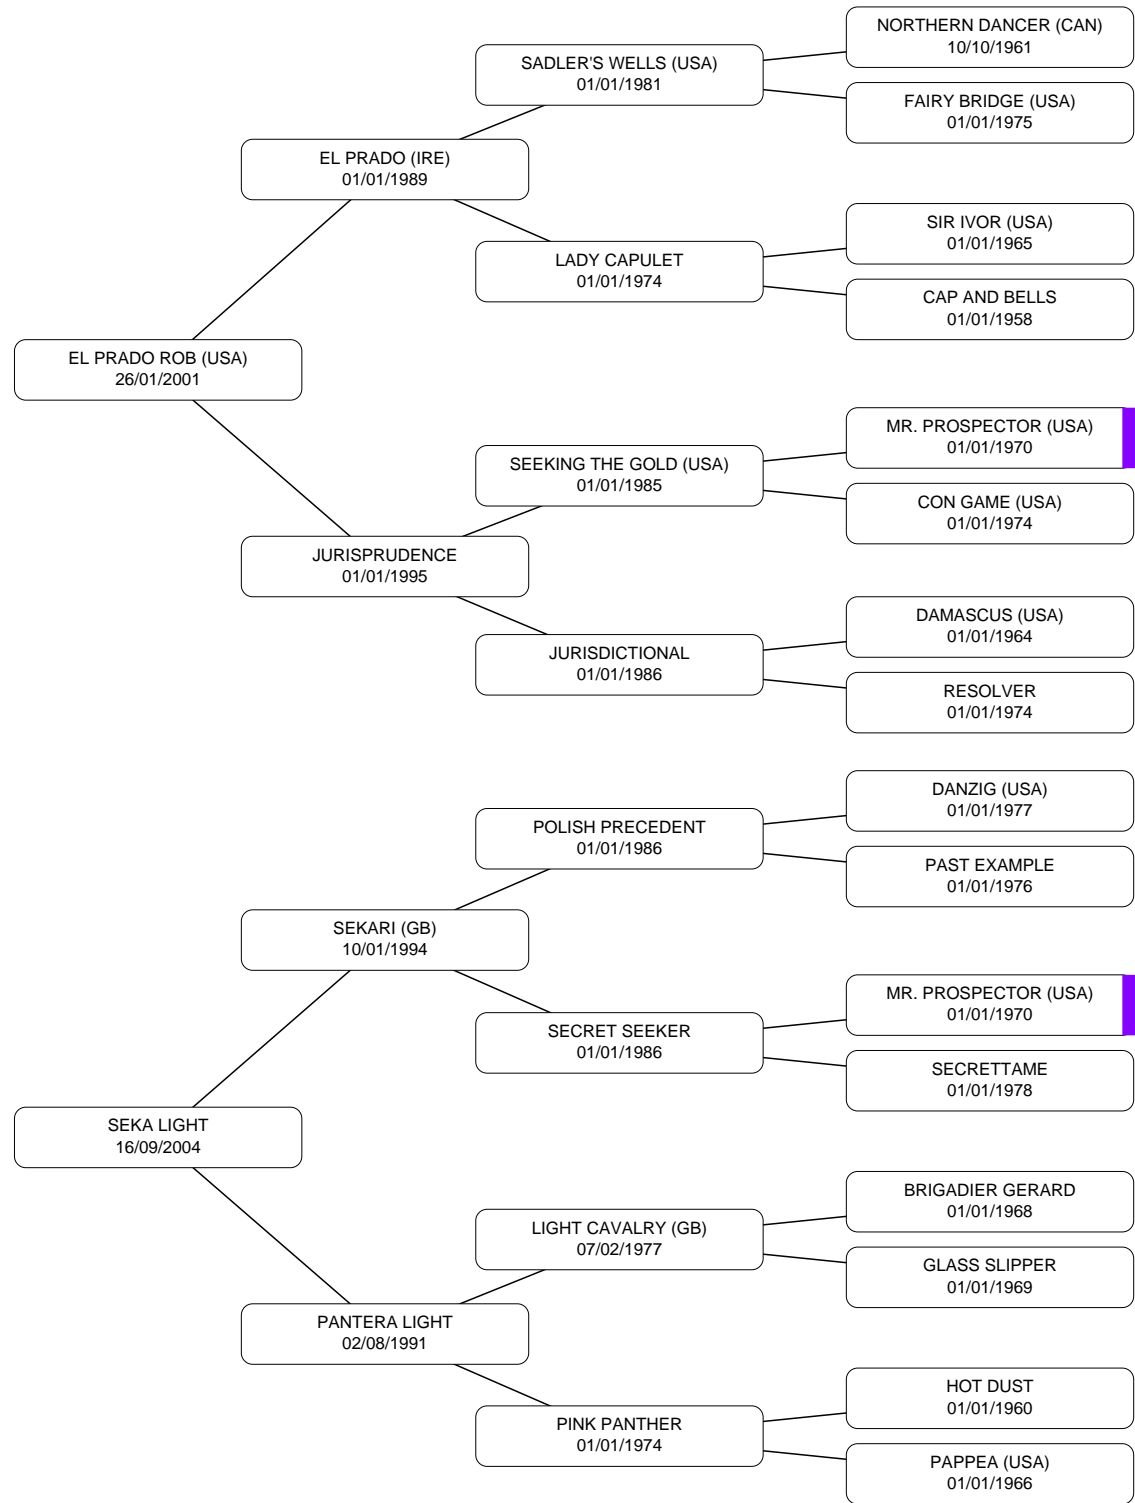 NORTHERN DANCER (CAN)
10/10/1961
SADLER'S WELLS (USA)
01/01/1981
FAIRY BRIDGE (USA)
01/01/1975
EL PRADO (IRE)
01/01/1989
SIR IVOR (USA)
01/01/1965
LADY CAPULET
01/01/1974
CAP AND BELLS
01/01/1958
EL PRADO ROB (USA)
26/01/2001
MR. PROSPECTOR (USA)
01/01/1970
SEEKING THE GOLD (USA)
01/01/1985
CON GAME (USA)
01/01/1974
JURISPRUDENCE
01/01/1995
DAMASCUS (USA)
01/01/1964
JURISDICTIONAL
01/01/1986
RESOLVER
01/01/1974
DANZIG (USA)
01/01/1977
POLISH PRECEDENT
01/01/1986
PAST EXAMPLE
01/01/1976
SEKARI (GB)
10/01/1994
MR. PROSPECTOR (USA)
01/01/1970
SECRET SEEKER
01/01/1986
SECRETTAME
01/01/1978
SEKA LIGHT
16/09/2004
BRIGADIER GERARD
01/01/1968
LIGHT CAVALRY (GB)
07/02/1977
GLASS SLIPPER
01/01/1969
PANTERA LIGHT
02/08/1991
HOT DUST
01/01/1960
PINK PANTHER
01/01/1974
PAPPEA (USA)
01/01/1966